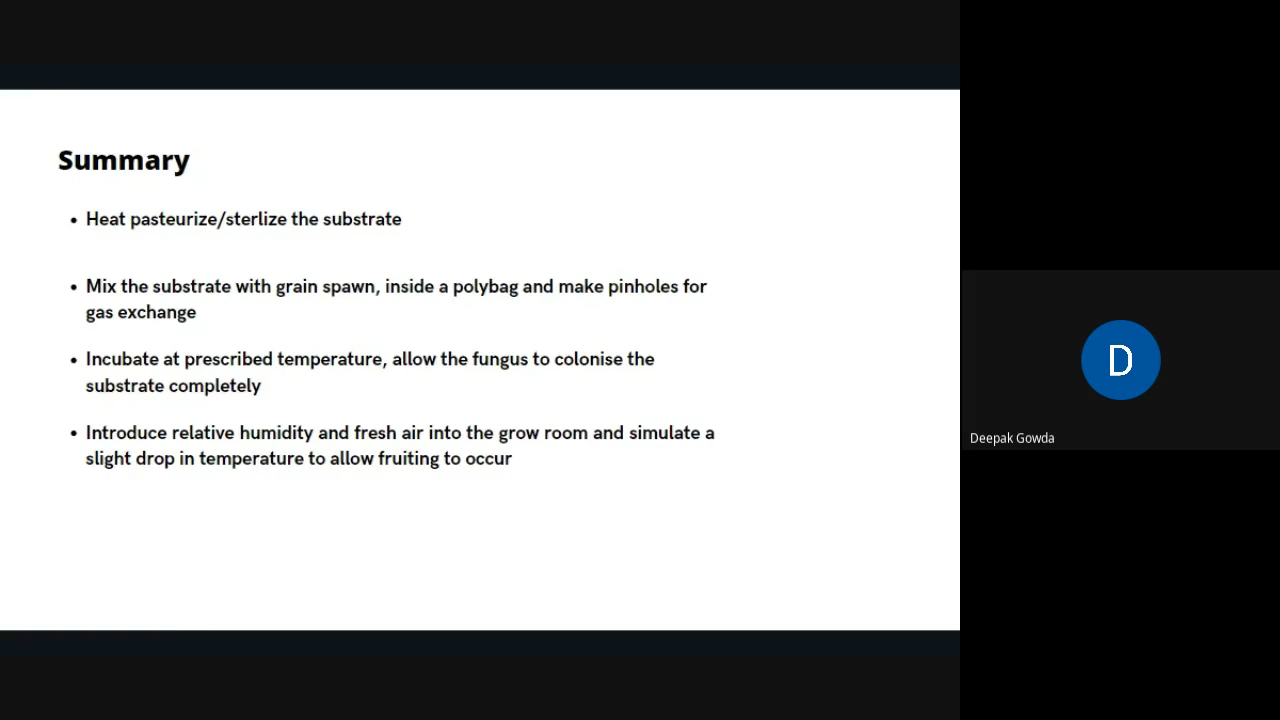 Summary
• Heat pasteurize/sterlize the substrate
• Mix the substrate with grain spawn, inside a polybag and make pinholes for
gas exchange
• Incubate at prescribed temperature, allow the fungus to colonise the
substrate completely
• Introduce relative humidity and fresh air into the grow room and simulate a
slight drop in temperature to allow fruiting to occur
D
Deepak Gowda